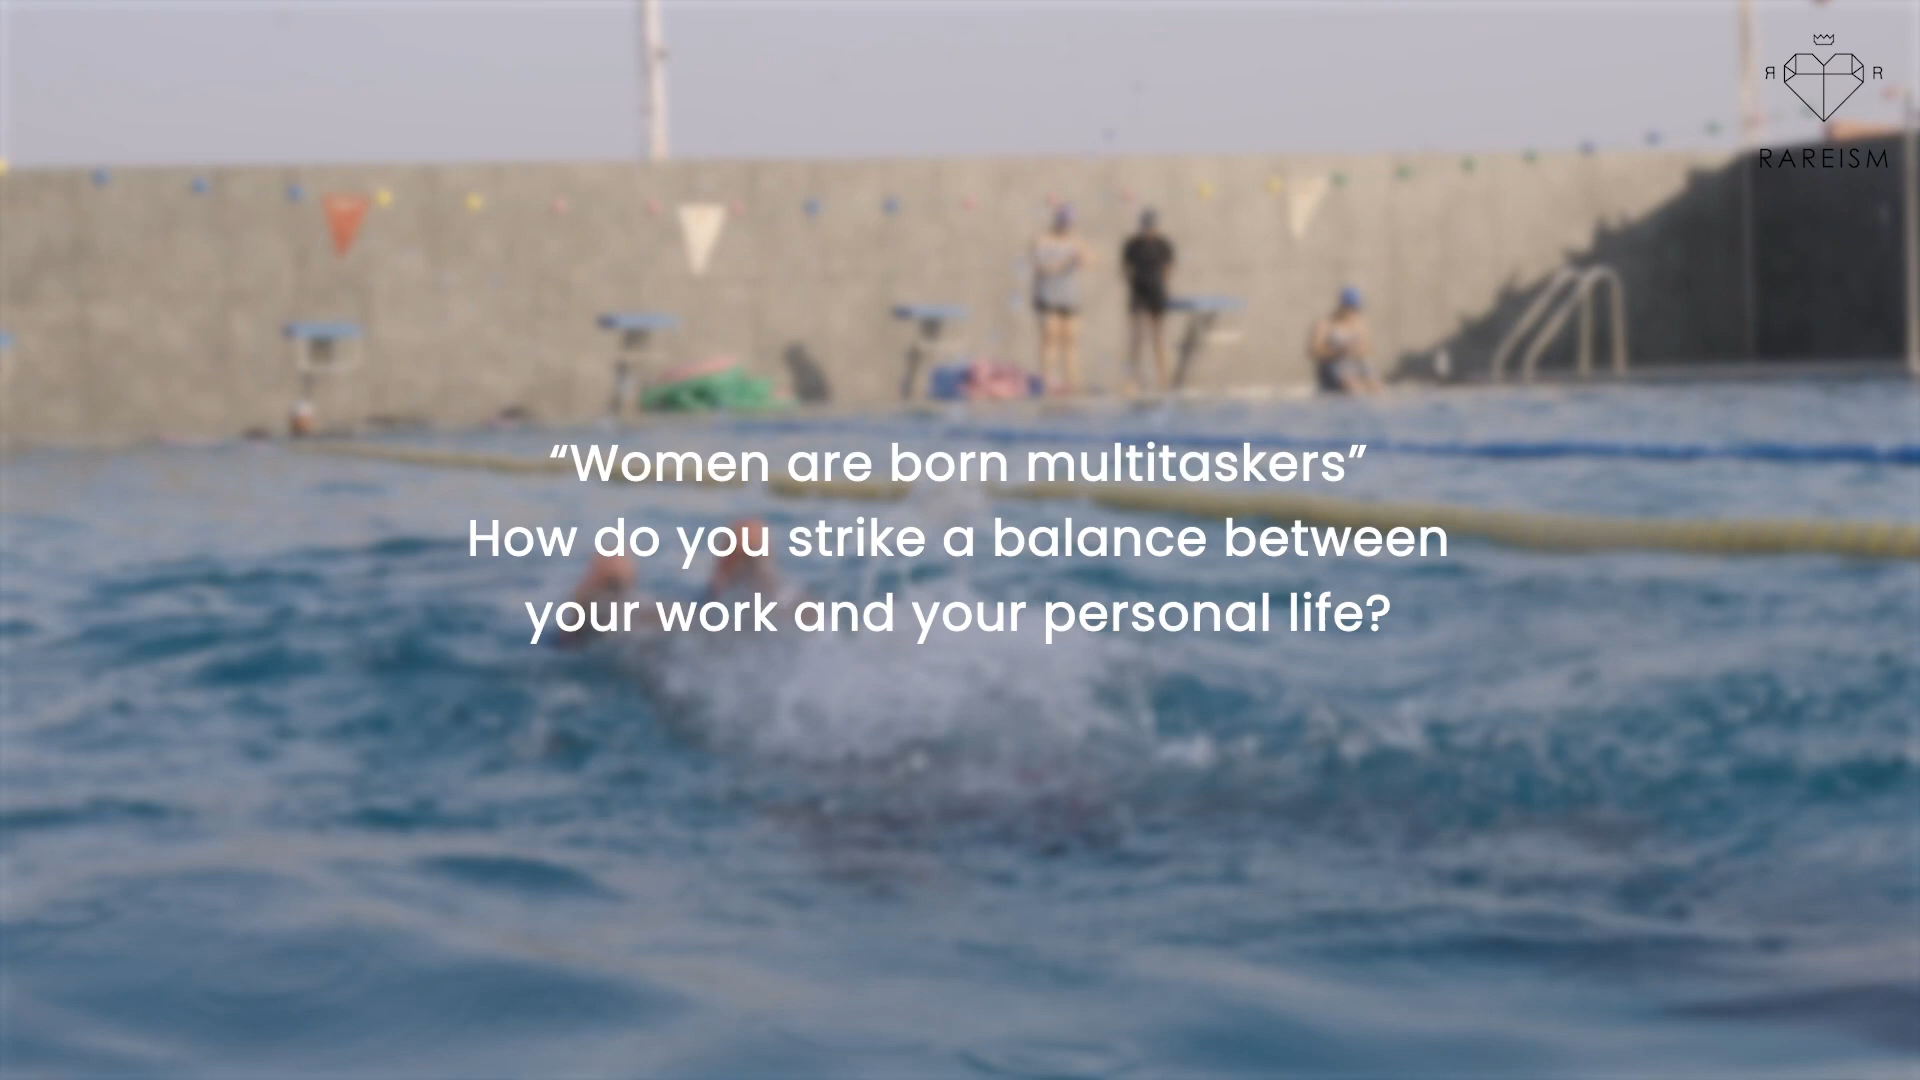 R R
RAREISM
“Women are born multitaskers”
How do you strike a balance between
your work and your personal life?